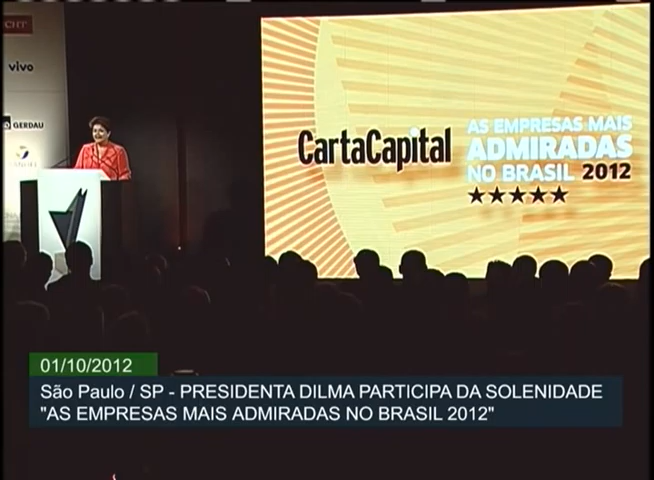 vivo
GERDAU
CartaCapital
AS EMPRESAS MAIS
ADMIRADAS
NO BRASIL 2012
01/10/2012
São Paulo / SP - PRESIDENTA DILMA PARTICIPA DA SOLENIDADE
"AS EMPRESAS MAIS ADMIRADAS NO BRASIL 2012"